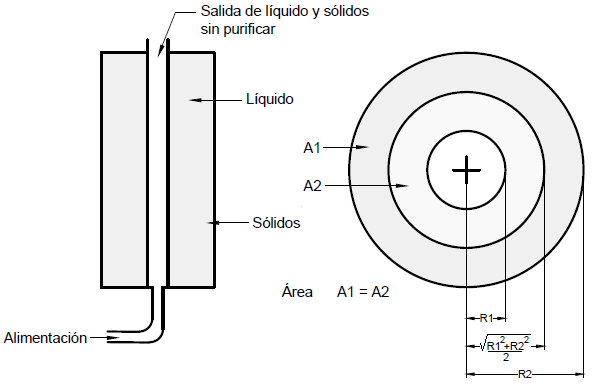 Salida de líquido y sólidos
sin purificar
Líquido
Sólidos
Alimentación
A1
A2
Área A1 = A2
R1
√R1²+R2²
2
R2